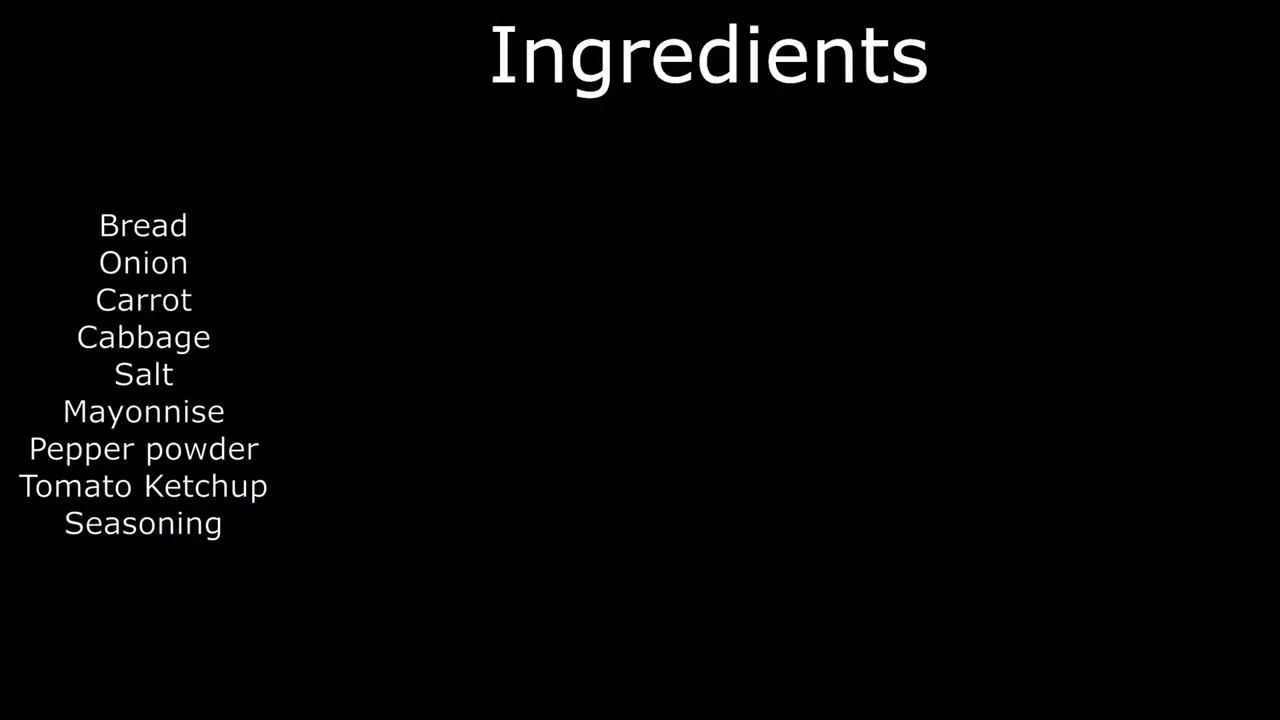 Ingredients
Bread
Onion
Carrot
Cabbage
Salt
Mayonnise
Pepper powder
Tomato Ketchup
Seasoning